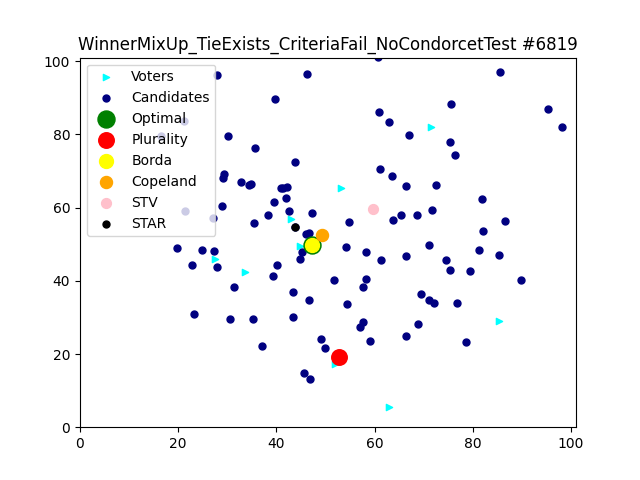 WinnerMixUp_TieExists_CriteriaFail_NoCondorcetTest #6819
100
80
60
40
20
0
Voters
Candidates
Optimal
Plurality
Borda
Copeland
STV
STAR
0 20 40 60 80 100